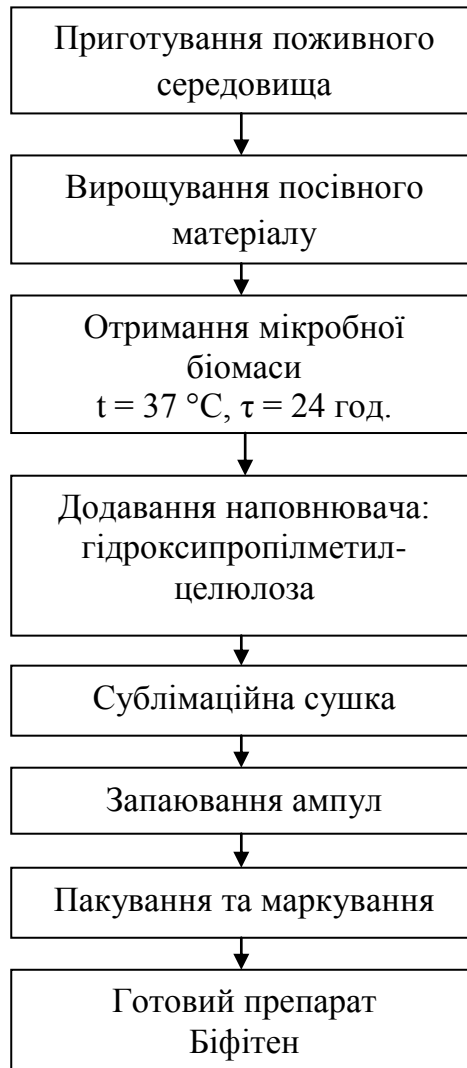 Приготування поживного
середовища
Вирощування посівного
матеріалу
Отримання мікробної
біомаси
t = 37 °C, τ = 24 год.
Додавання наповнювача:
гідроксипропілметил-
целюлоза
Сублімаційна сушка
Запаювання ампул
Пакування та маркування
Готовий препарат
Біфітен